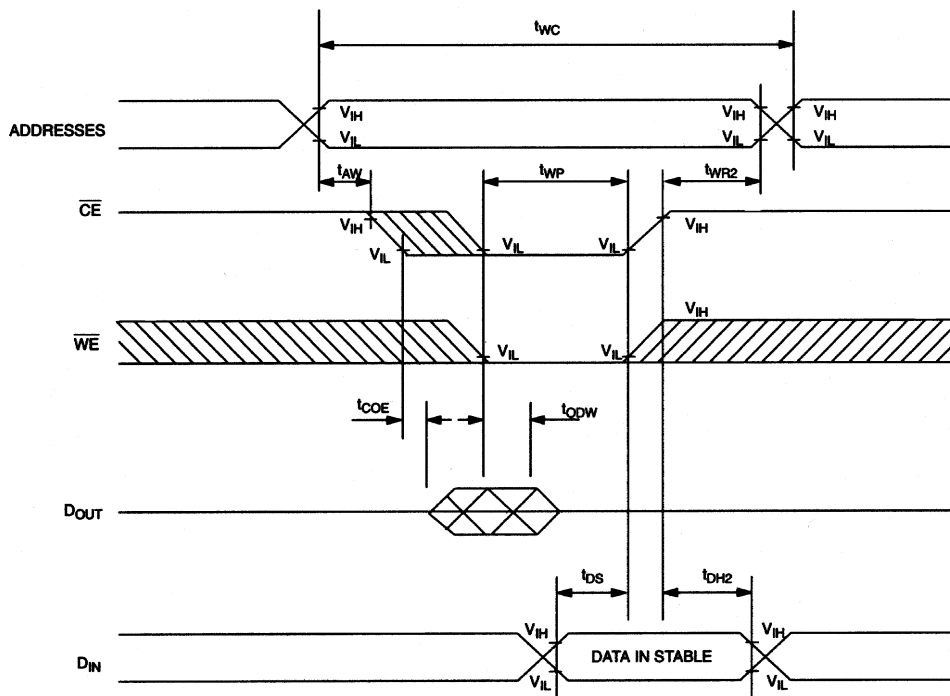 tWC
ADDRESSES
VIH
VIL
VIH
VIL
VIH
VIL
tAW
tWP
tWR2
CE
VIH
VIL
VIL
VIL
VIH
WE
VIL
VIL
VIH
tCOE
tODW
DOUT
tDS
tDH2
DIN
VIH
VIL
DATA IN STABLE
VIH
VIL